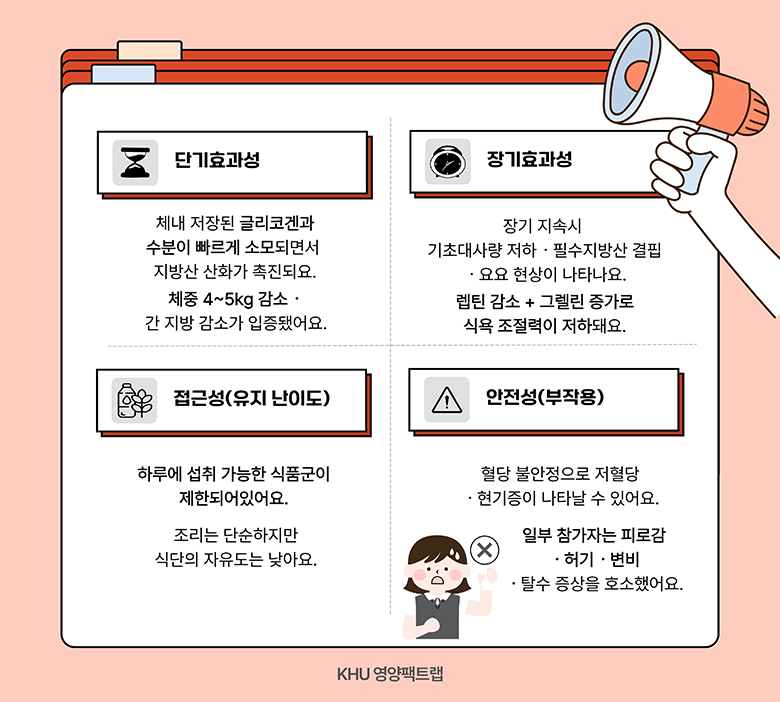 단기효과성
체내 저장된 글리코겐과
수분이 빠르게 소모되면서
지방산 산화가 촉진되요.
체중 4~5kg 감소 ·
간 지방 감소가 입증됐어요.
장기효과성
장기 지속시
기초대사량 저하 · 필수지방산 결핍
· 요요 현상이 나타나요.
렙틴 감소 + 그렐린 증가로
식욕 조절력이 저하돼요.
접근성(유지 난이도)
하루에 섭취 가능한 식품군이
제한되어있어요.
조리는 단순하지만
식단의 자유도는 낮아요.
안전성(부작용)
혈당 불안정으로 저혈당
· 현기증이 나타날 수 있어요.
일부 참가자는 피로감
· 허기 · 변비
· 탈수 증상을 호소했어요.
KHU 영양팩트랩